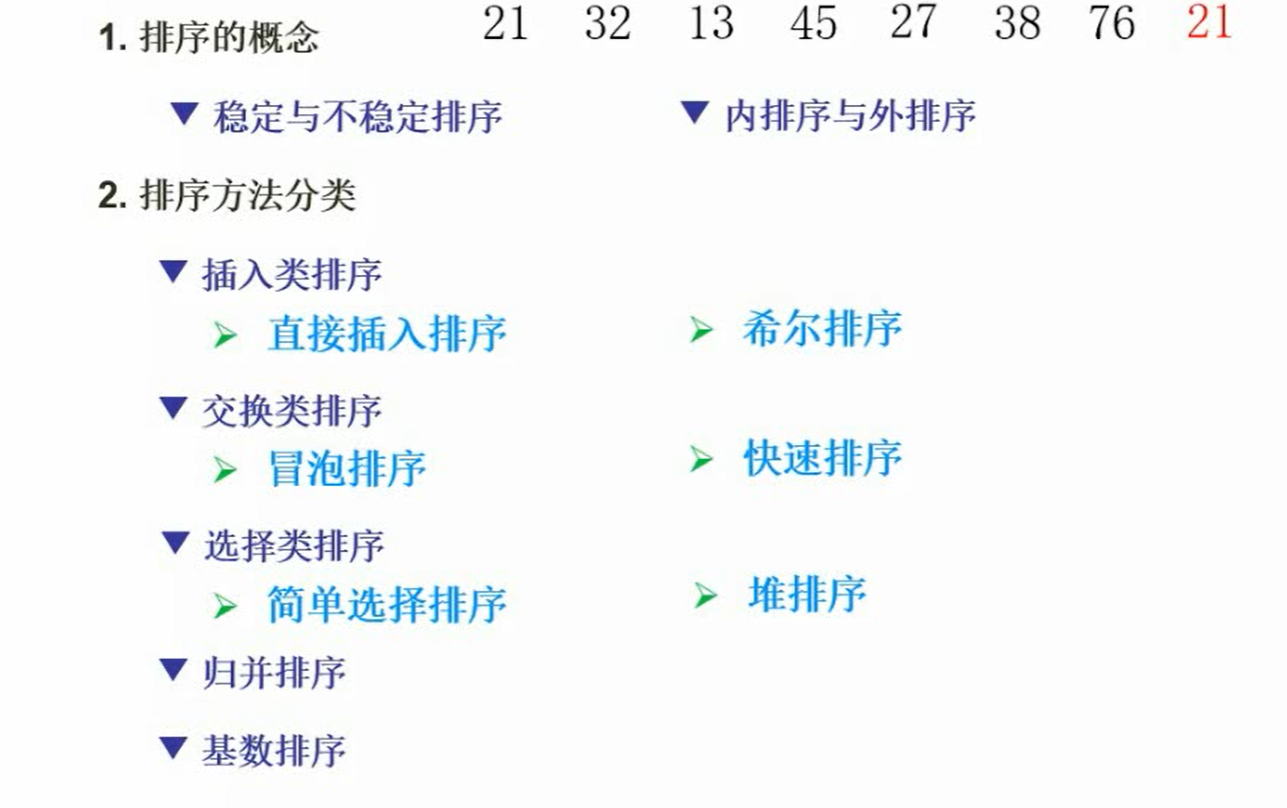 1. 排序的概念 21 32 13 45 27 38 76 21
▼ 稳定与不稳定排序 ▼ 内排序与外排序
2. 排序方法分类
▼ 插入类排序
➢ 直接插入排序 ➢ 希尔排序
▼ 交换类排序
➢ 冒泡排序 ➢ 快速排序
▼ 选择类排序
➢ 简单选择排序 ➢ 堆排序
▼ 归并排序
▼ 基数排序